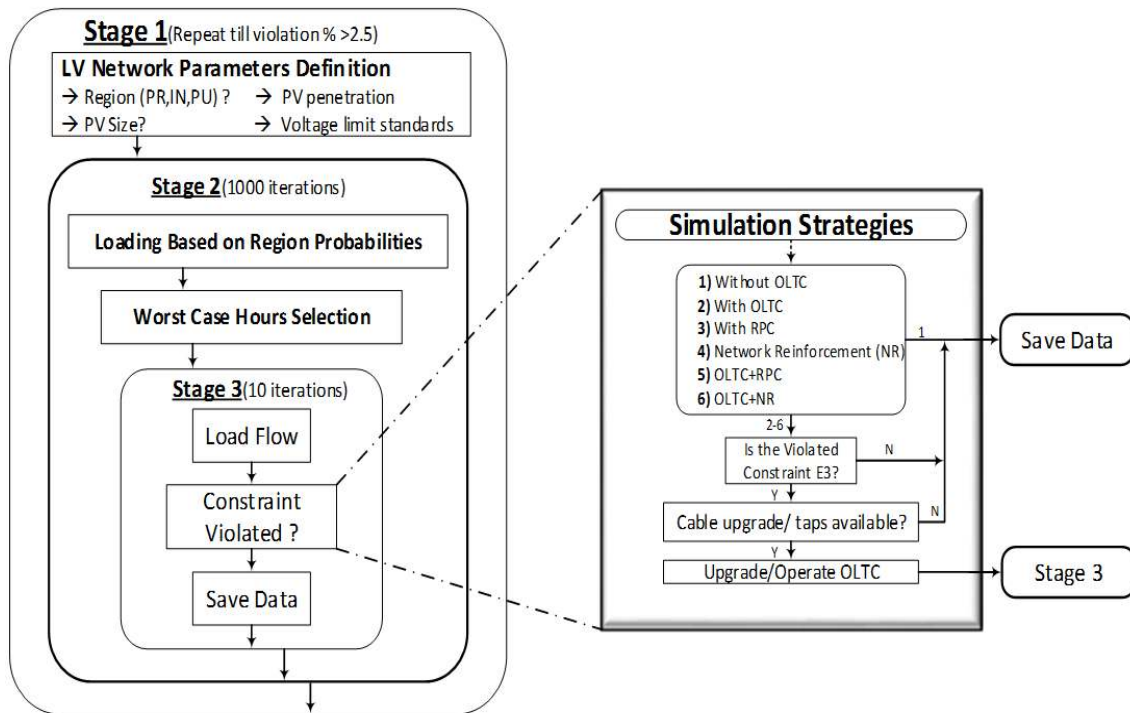 Stage 1(Repeat till violation % >2.5)
LV Network Parameters Definition
→ Region (PR,IN,PU) ? → PV penetration
→ PV Size? → Voltage limit standards
Stage 2(1000 iterations)
Loading Based on Region Probabilities
Worst Case Hours Selection
Stage 3(10 iterations)
Load Flow
Constraint
Violated ?
Save Data
Simulation Strategies
1) Without OLTC
2) With OLTC
3) With RPC
4) Network Reinforcement (NR)
5) OLTC+RPC
6) OLTC+NR
1
Save Data
2-6
Is the Violated
Constraint E3?
N
Y
Cable upgrade/ taps available?
N
Y
Upgrade/Operate OLTC
Stage 3